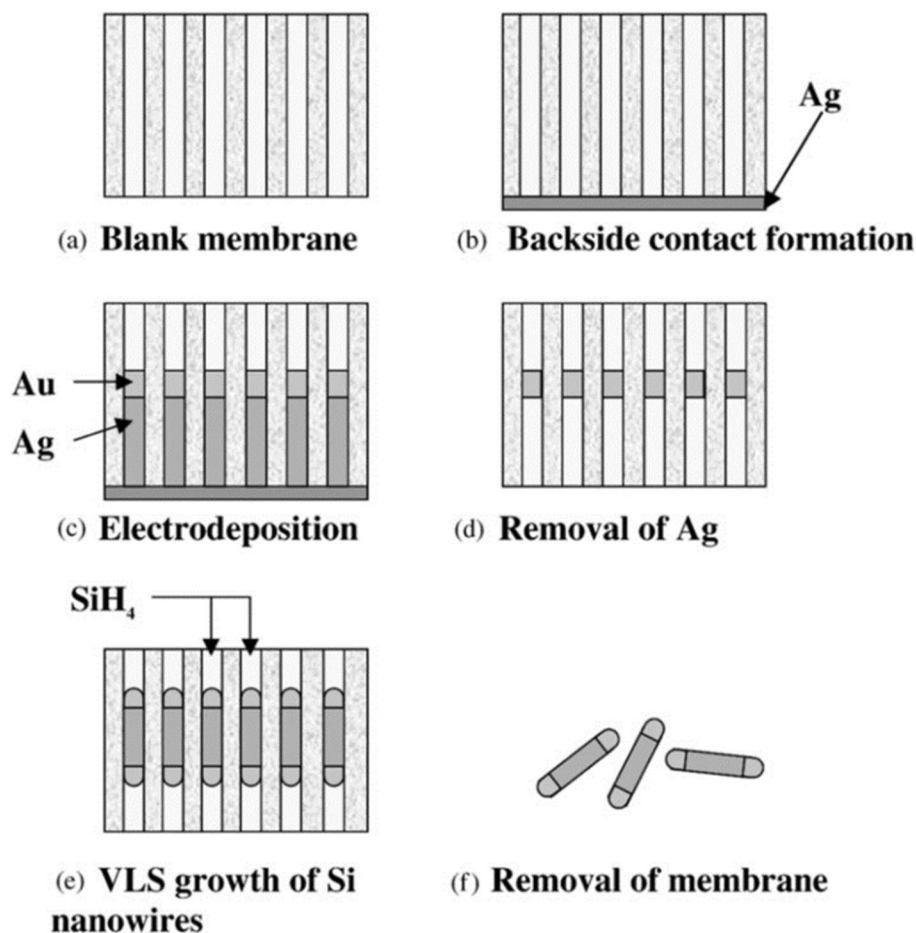 (a) Blank membrane
Ag
(b) Backside contact formation
Au
Ag
(c) Electrodeposition
(d) Removal of Ag
SiH₄
(e) VLS growth of Si
nanowires
(f) Removal of membrane